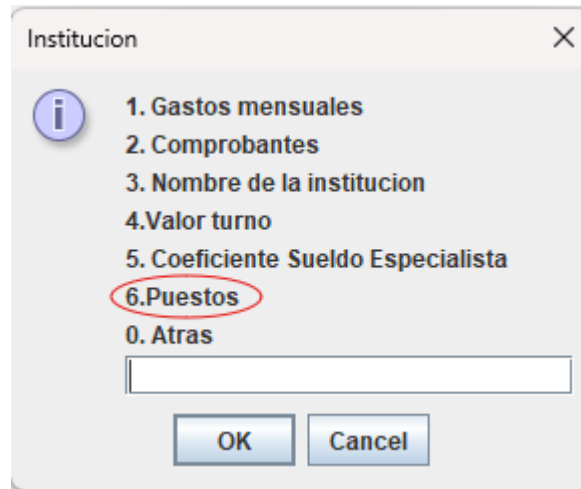 Institucion
i
1. Gastos mensuales
2. Comprobantes
3. Nombre de la institucion
4.Valor turno
5. Coeficiente Sueldo Especialista
6.Puestos
0. Atras
OK Cancel